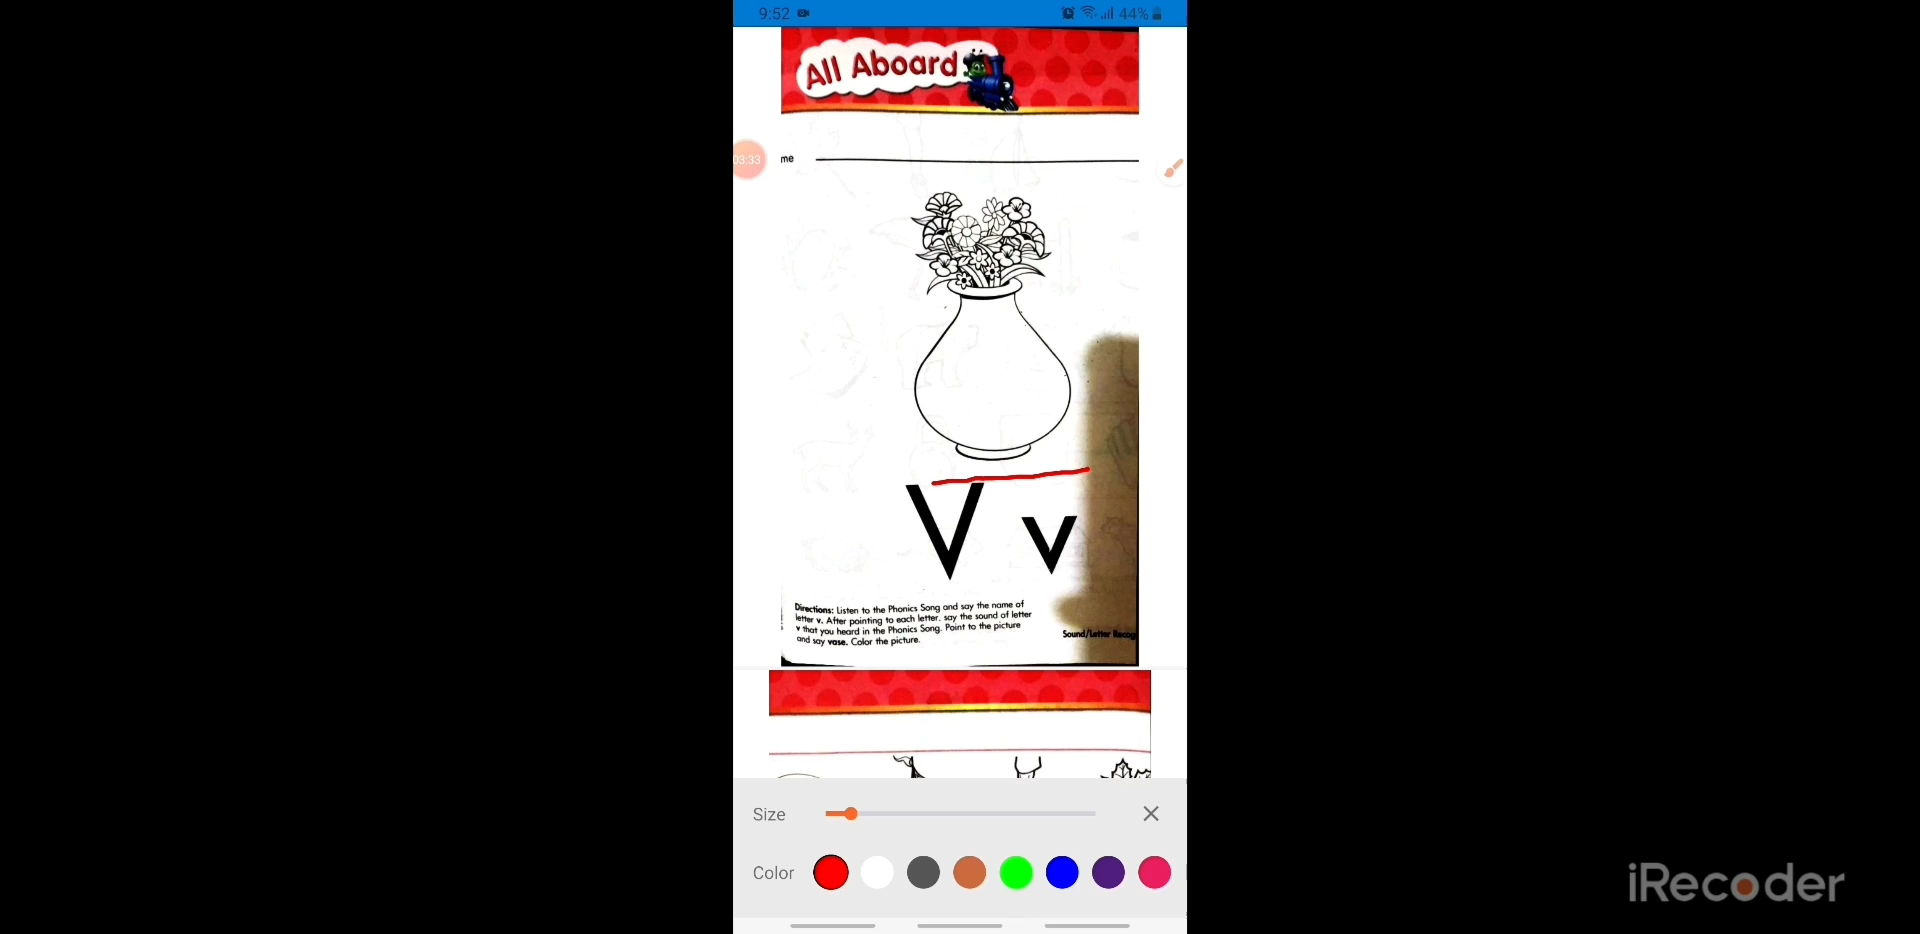 9:52
44%
All Aboard
03:33
me
V v
Directions: Listen to the Phonics Song and say the name of
letter v. After pointing to each letter, say the sound of letter
v that you heard in the Phonics Song. Point to the picture
and say vase. Color the picture.
Sound/Letter Recog
Size
Color
iRecoder